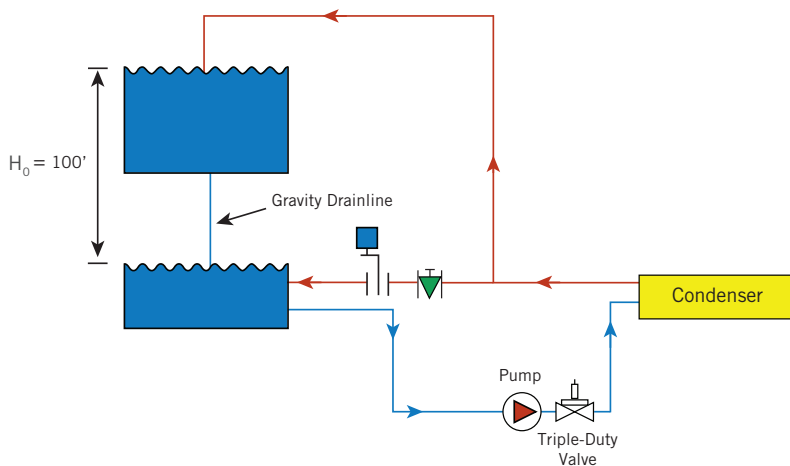 H₀ = 100'
Gravity Drainline
Condenser
Pump
Triple-Duty
Valve